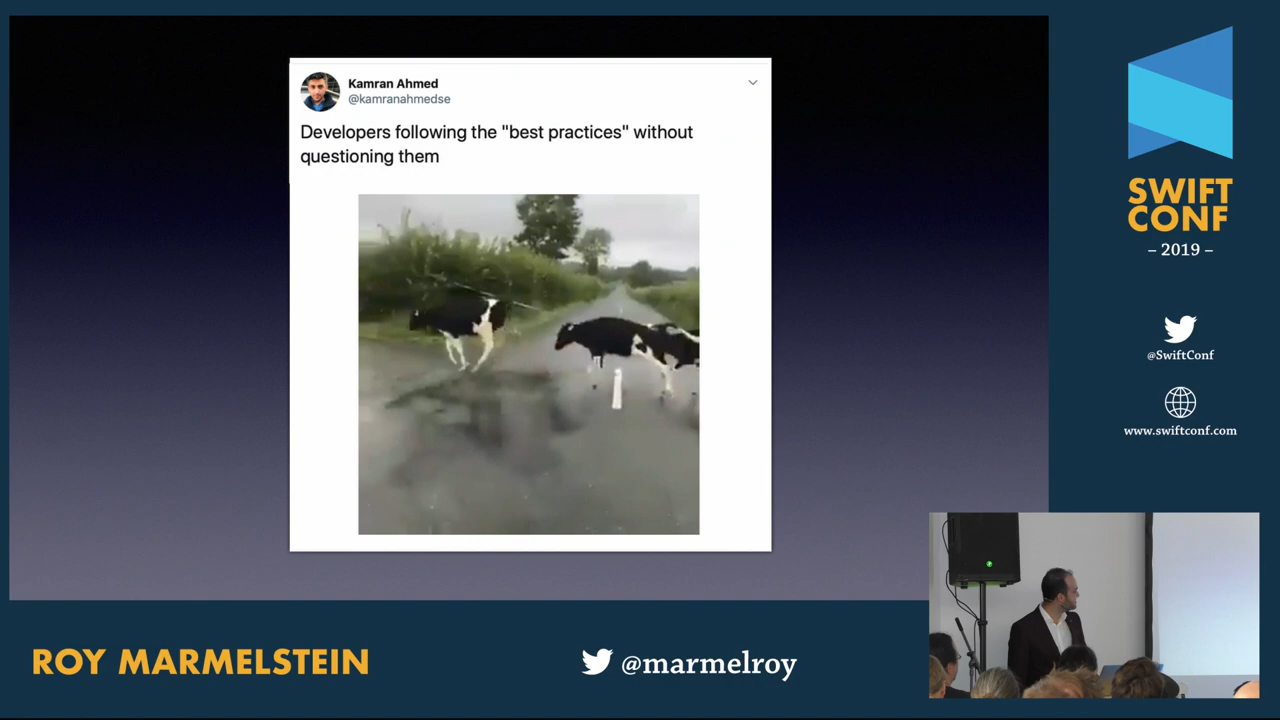 Kamran Ahmed
@kamranahmedse
Developers following the "best practices" without
questioning them
SWIFT
CONF
– 2019 –
@SwiftConf
www.swiftconf.com
ROY MARMELSTEIN
@marmelroy